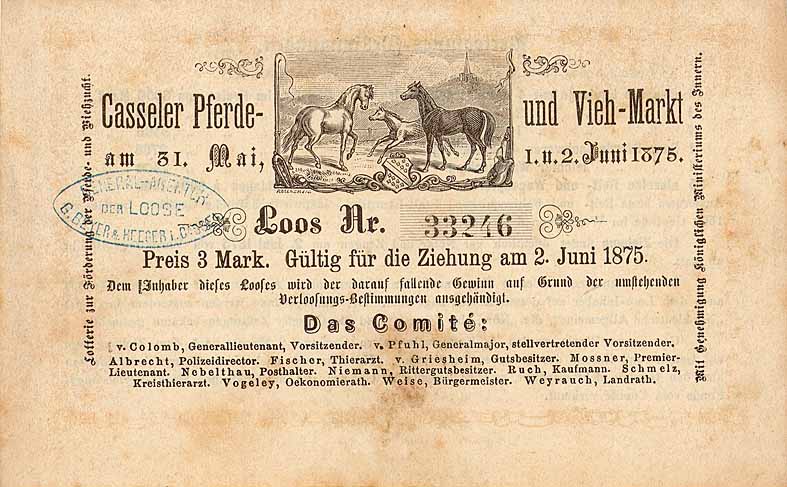 Casseler Pferde- und Vieh-Markt
am 31. Mai, 1. u. 2. Juni 1875.
Lotterie zur Förderung der Pferde- und Viehzucht.
Mit Genehmigung Königlichen Ministeriums des Innern.
GENERAL-AGENTEN
DER LOOSE
Loos Nr. 33246
Preis 3 Mark. Gültig für die Ziehung am 2. Juni 1875.
Dem Inhaber dieses Looses wird der darauf fallende Gewinn auf Grund der umstehenden
Verloosungs-Bestimmungen ausgehändigt.
Das Comité:
v. Colomb, Generallieutenant, Vorsitzender. v. Pfuhl, Generalmajor, stellvertretender Vorsitzender.
Albrecht, Polizeidirector. Fischer, Thierarzt. v. Griesheim, Gutsbesitzer. Mossner, Premier-
Lieutenant. Nebelthau, Posthalter. Niemann, Rittergutsbesitzer. Ruch, Kaufmann. Schmelz,
Kreisthierarzt. Vogeley, Oekonomierath. Weise, Bürgermeister. Weyrauch, Landrath.